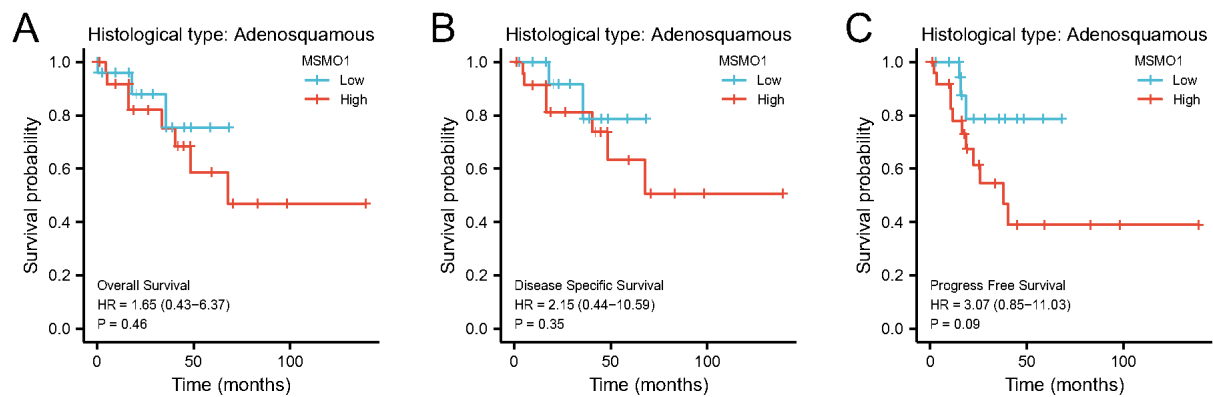 A
Histological type: Adenosquamous
MSMO1
Low
High
Survival probability
1.0
0.8
0.6
0.4
0.2
0.0
Overall Survival
HR = 1.65 (0.43−6.37)
P = 0.46
0
50
100
Time (months)
B
Histological type: Adenosquamous
MSMO1
Low
High
Survival probability
1.0
0.8
0.6
0.4
0.2
0.0
Disease Specific Survival
HR = 2.15 (0.44−10.59)
P = 0.35
0
50
100
Time (months)
C
Histological type: Adenosquamous
MSMO1
Low
High
Survival probability
1.0
0.8
0.6
0.4
0.2
0.0
Progress Free Survival
HR = 3.07 (0.85−11.03)
P = 0.09
0
50
100
Time (months)